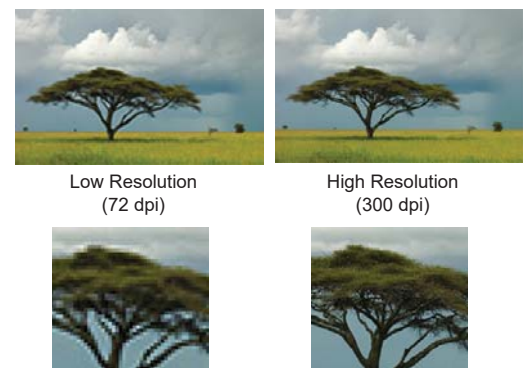 Low Resolution
(72 dpi)
High Resolution
(300 dpi)